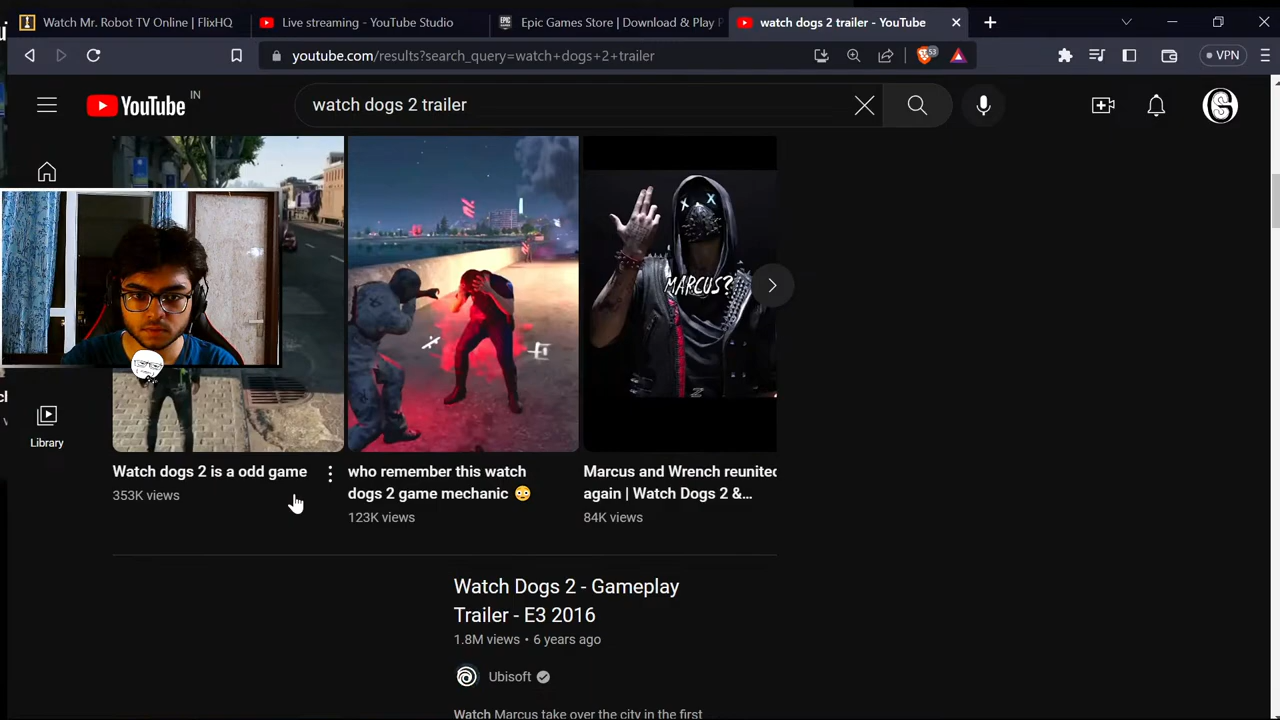 Watch Mr. Robot TV Online | FlixHQ
Live streaming - YouTube Studio
Epic Games Store | Download & Play P
watch dogs 2 trailer - YouTube
youtube.com/results?search_query=watch+dogs+2+trailer
53
VPN
YouTube
IN
watch dogs 2 trailer
MARCUS?
Library
Watch dogs 2 is a odd game
353K views
who remember this watch
dogs 2 game mechanic 😳
123K views
Marcus and Wrench reunited
again | Watch Dogs 2 &...
84K views
Watch Dogs 2 - Gameplay
Trailer - E3 2016
1.8M views • 6 years ago
Ubisoft
Watch Marcus take over the city in the first